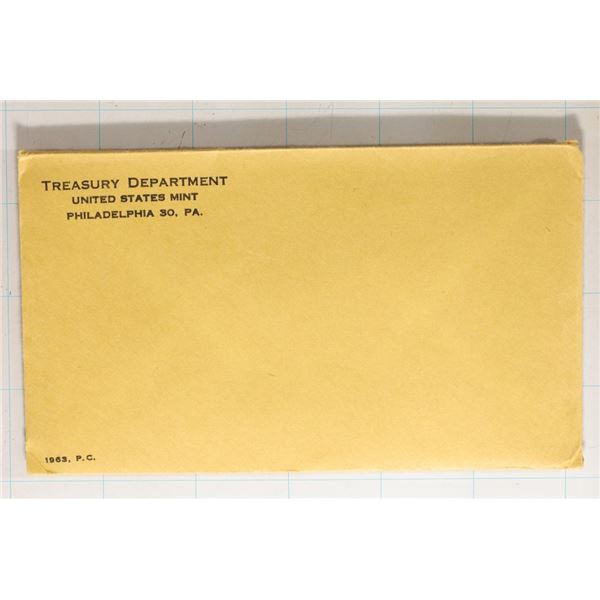 TREASURY DEPARTMENT
UNITED STATES MINT
PHILADELPHIA 30, PA.
1963, P.C.